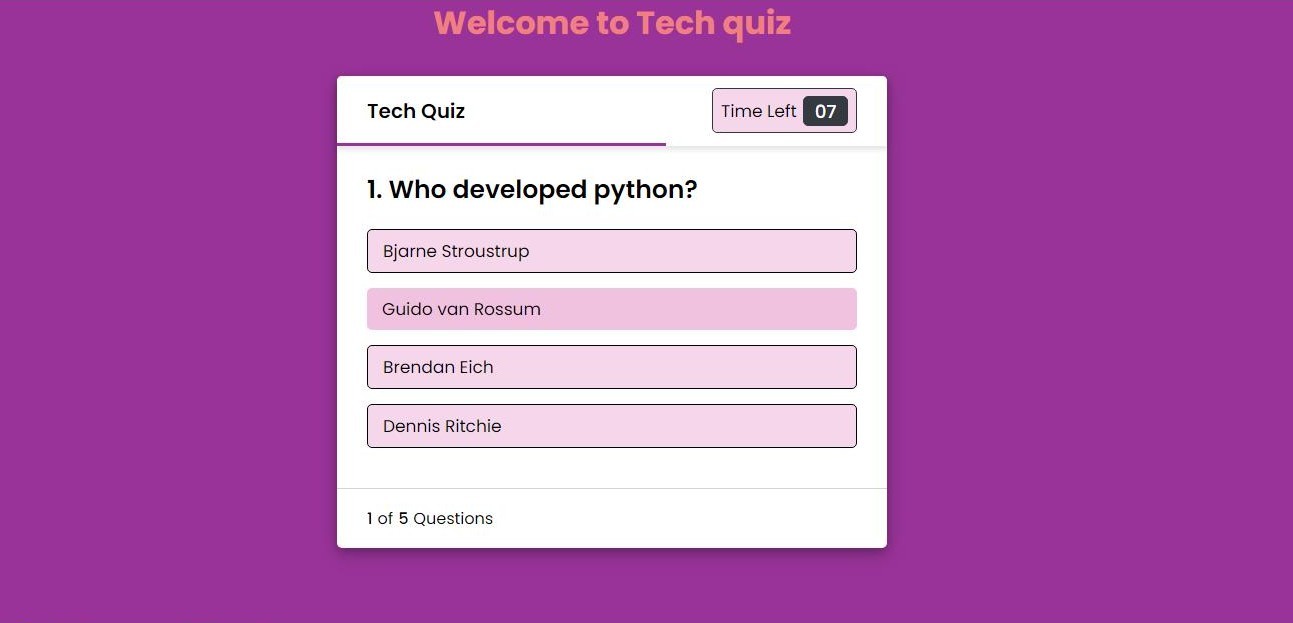 Welcome to Tech quiz
Tech Quiz
Time Left 07
1. Who developed python?
Bjarne Stroustrup
Guido van Rossum
Brendan Eich
Dennis Ritchie
1 of 5 Questions